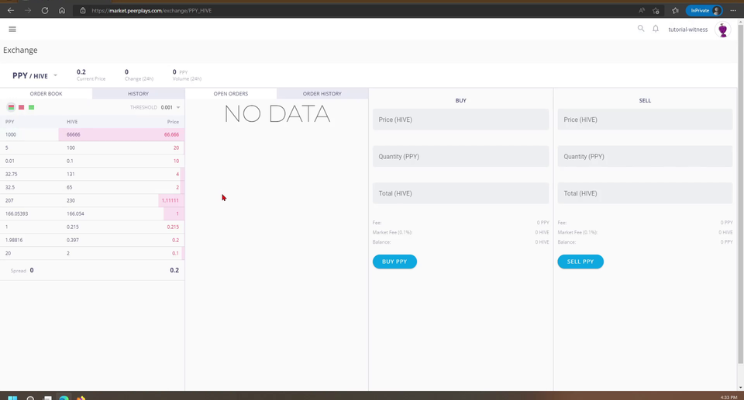 https://market.peerplays.com/exchange/PPY_HIVE
InPrivate
tutorial-witness
Exchange
PPY / HIVE
0.2
Current Price
0
Change (24h)
0 PPY
Volume (24h)
ORDER BOOK
HISTORY
OPEN ORDERS
ORDER HISTORY
BUY
SELL
THRESHOLD 0.001
PPY HIVE Price
1000 66666 66.666
5 100 20
0.01 0.1 10
32.75 131 4
32.5 65 2
207 230 1.11111
1
1 0.215 0.215
1.98816 0.397 0.2
20 2 0.1
Spread 0 0.2
NO DATA
Price (HIVE)
Quantity (PPY)
Total (HIVE)
Fee: 0 PPY
Market Fee (0.1%) 0 HIVE
Balance: 0 HIVE
BUY PPY
Price (HIVE)
Quantity (PPY)
Total (HIVE)
Fee: 0 PPY
Market Fee (0.1%) 0 HIVE
Balance: 0 PPY
SELL PPY
4:53 PM